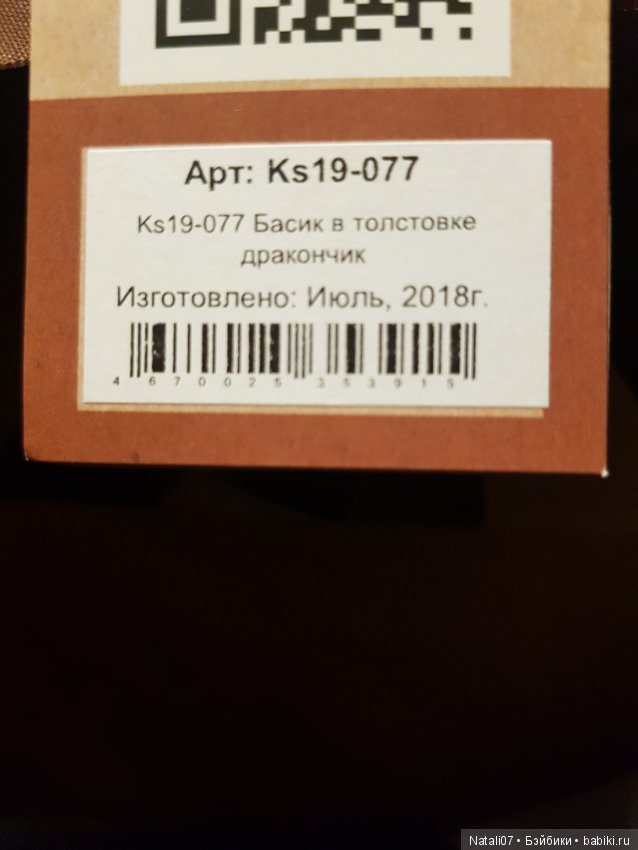 Арт: Ks19-077
Ks19-077 Басик в толстовке
дракончик
Изготовлено: Июль, 2018г.
4 670025 353915
Natali07 • Бэйбики • babiki.ru